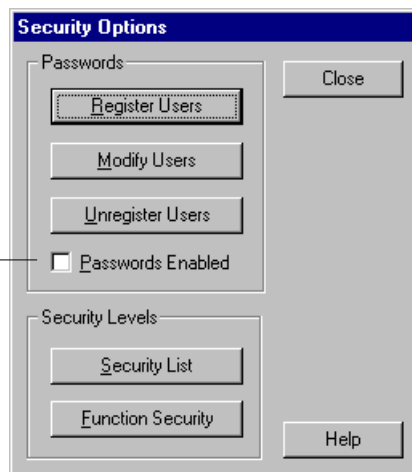 Security Options
Passwords
Register Users
Modify Users
Unregister Users
Passwords Enabled
Close
Security Levels
Security List
Function Security
Help